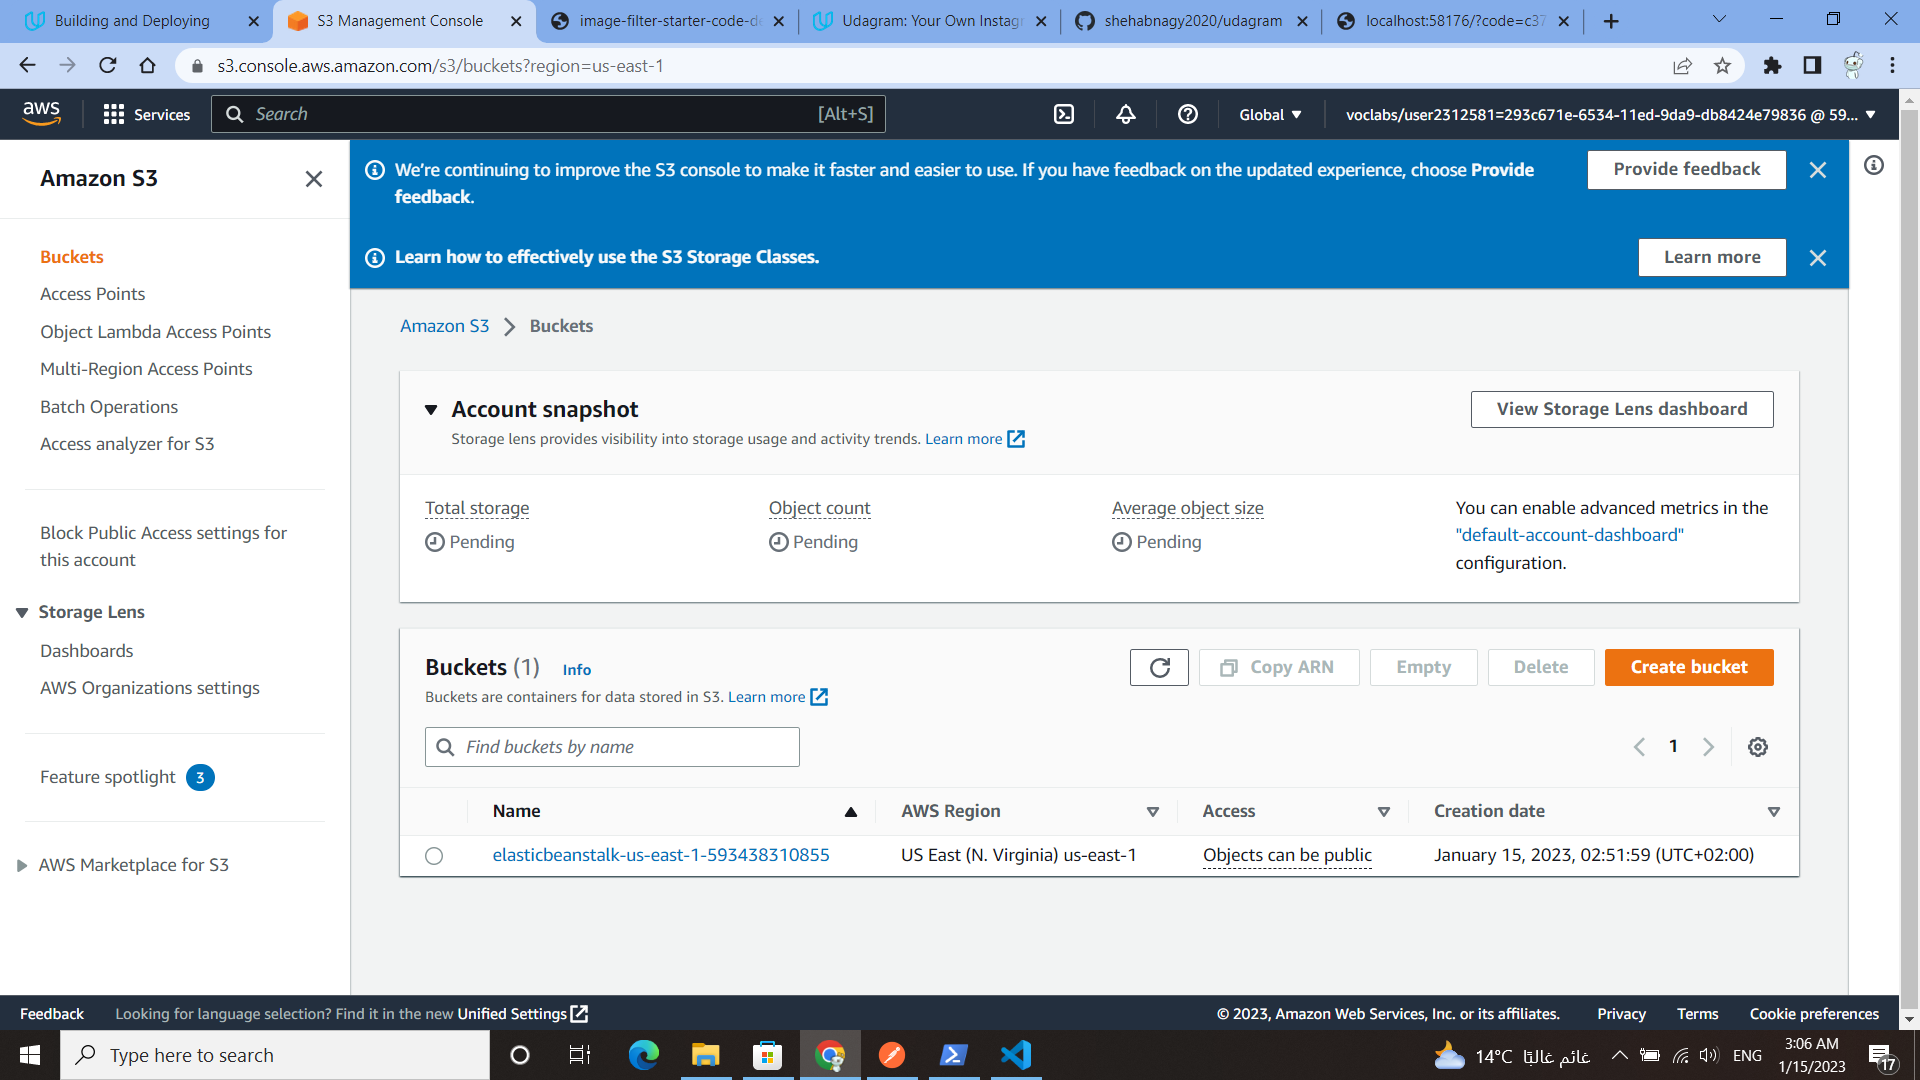 Building and Deploying
S3 Management Console
image-filter-starter-code-de
Udagram: Your Own Instag
shehabnagy2020/udagram
localhost:58176/?code=c37
s3.console.aws.amazon.com/s3/buckets?region=us-east-1
aws
Services
Search
[Alt+S]
Global
voclabs/user2312581=293c671e-6534-11ed-9da9-db8424e79836 @ 59...
Amazon S3
Buckets
Access Points
Object Lambda Access Points
Multi-Region Access Points
Batch Operations
Access analyzer for S3
Block Public Access settings for
this account
Storage Lens
Dashboards
AWS Organizations settings
Feature spotlight 3
AWS Marketplace for S3
We're continuing to improve the S3 console to make it faster and easier to use. If you have feedback on the updated experience, choose Provide
feedback.
Provide feedback
Learn how to effectively use the S3 Storage Classes.
Learn more
Amazon S3
Buckets
Account snapshot
Storage lens provides visibility into storage usage and activity trends. Learn more
View Storage Lens dashboard
Total storage
Pending
Object count
Pending
Average object size
Pending
You can enable advanced metrics in the
"default-account-dashboard"
configuration.
Buckets (1) Info
Buckets are containers for data stored in S3. Learn more
Copy ARN
Empty
Delete
Create bucket
Find buckets by name
1
Name
AWS Region
Access
Creation date
elasticbeanstalk-us-east-1-593438310855
US East (N. Virginia) us-east-1
Objects can be public
January 15, 2023, 02:51:59 (UTC+02:00)
Feedback
Looking for language selection? Find it in the new Unified Settings
© 2023, Amazon Web Services, Inc. or its affiliates.
Privacy
Terms
Cookie preferences
Type here to search
14°C غائم غالبًا
ENG
3:06 AM
1/15/2023
17